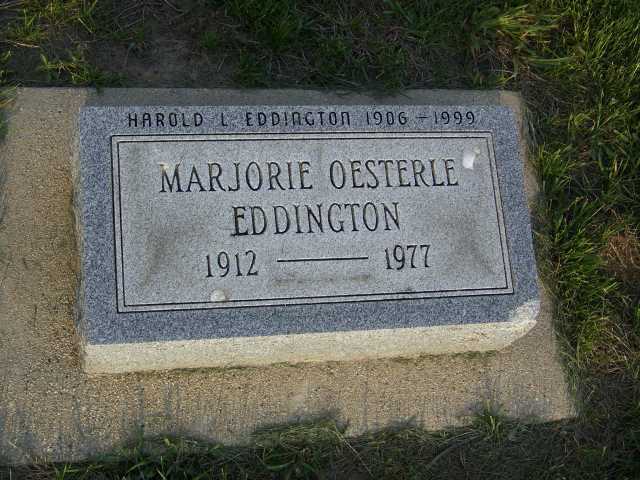 HAROLD L EDDINGTON 1906 - 1999
MARJORIE OESTERLE
EDDINGTON
1912 — 1977